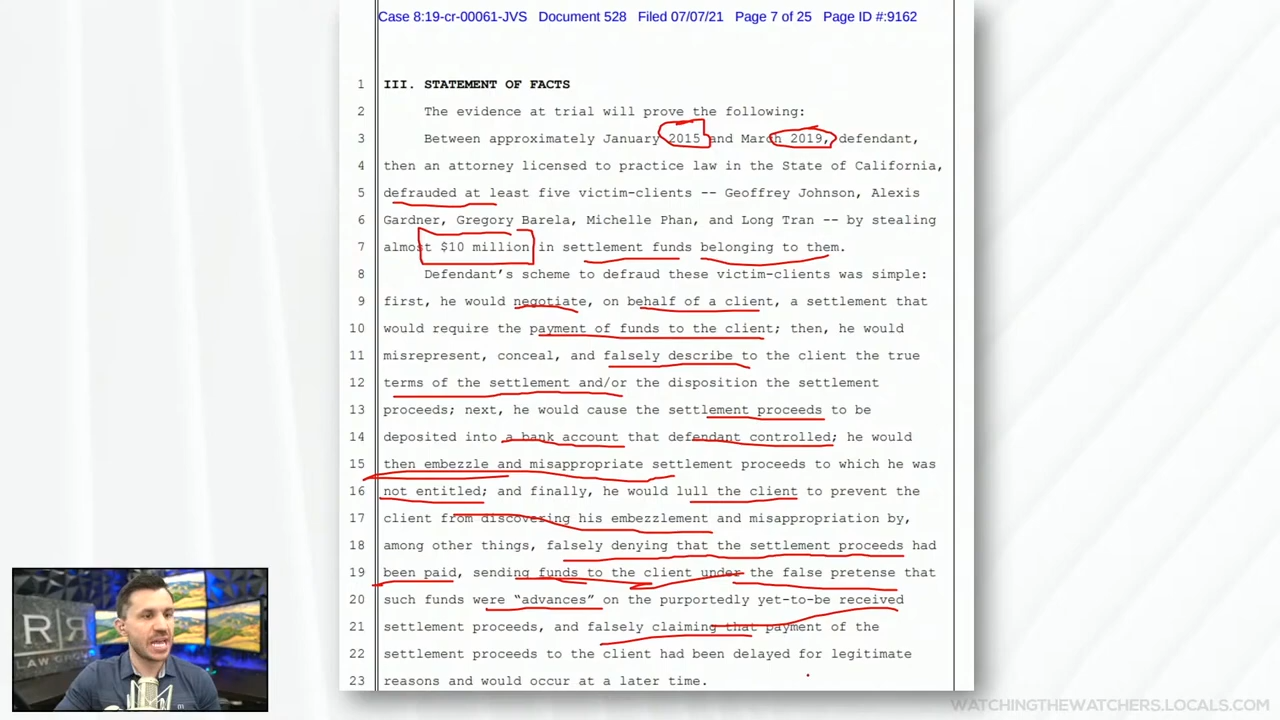 Case 8:19-cr-00061-JVS Document 528 Filed 07/07/21 Page 7 of 25 Page ID #:9162
1 III. STATEMENT OF FACTS
2 The evidence at trial will prove the following:
3 Between approximately January 2015 and March 2019, defendant,
4 then an attorney licensed to practice law in the State of California,
5 defrauded at least five victim-clients -- Geoffrey Johnson, Alexis
6 Gardner, Gregory Barela, Michelle Phan, and Long Tran -- by stealing
7 almost $10 million in settlement funds belonging to them.
8 Defendant's scheme to defraud these victim-clients was simple:
9 first, he would negotiate, on behalf of a client, a settlement that
10 would require the payment of funds to the client; then, he would
11 misrepresent, conceal, and falsely describe to the client the true
12 terms of the settlement and/or the disposition the settlement
13 proceeds; next, he would cause the settlement proceeds to be
14 deposited into a bank account that defendant controlled; he would
15 then embezzle and misappropriate settlement proceeds to which he was
16 not entitled; and finally, he would lull the client to prevent the
17 client from discovering his embezzlement and misappropriation by,
18 among other things, falsely denying that the settlement proceeds had
19 been paid, sending funds to the client under the false pretense that
20 such funds were “advances” on the purportedly yet-to-be received
21 settlement proceeds, and falsely claiming that payment of the
22 settlement proceeds to the client had been delayed for legitimate
23 reasons and would occur at a later time.
R R
LAW GROUP
WATCHINGTHEWATCHERS.LOCALS.COM